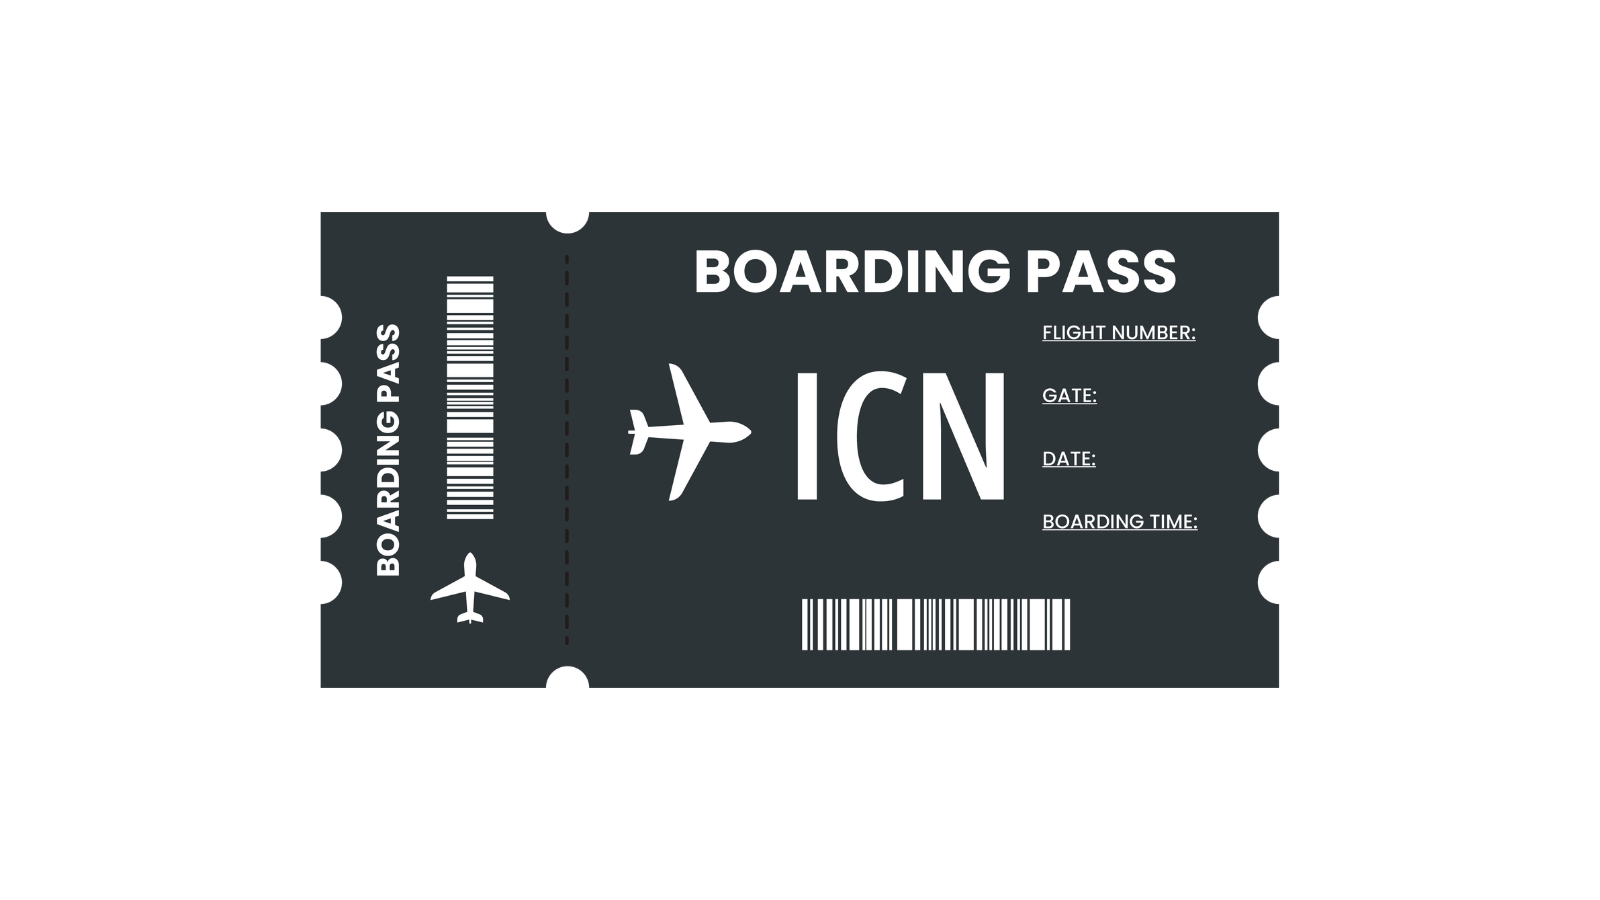 BOARDING PASS
BOARDING PASS
ICN
FLIGHT NUMBER:
GATE:
DATE:
BOARDING TIME: